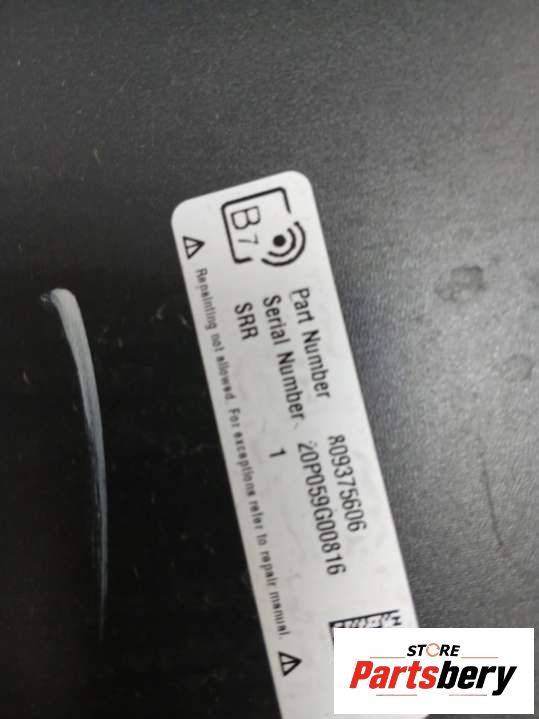 B7
Part Number 809375606
Serial Number 20P059G00816
SRR 1
Repainting not allowed. For exceptions refer to repair manual.
STORE
Partsbery